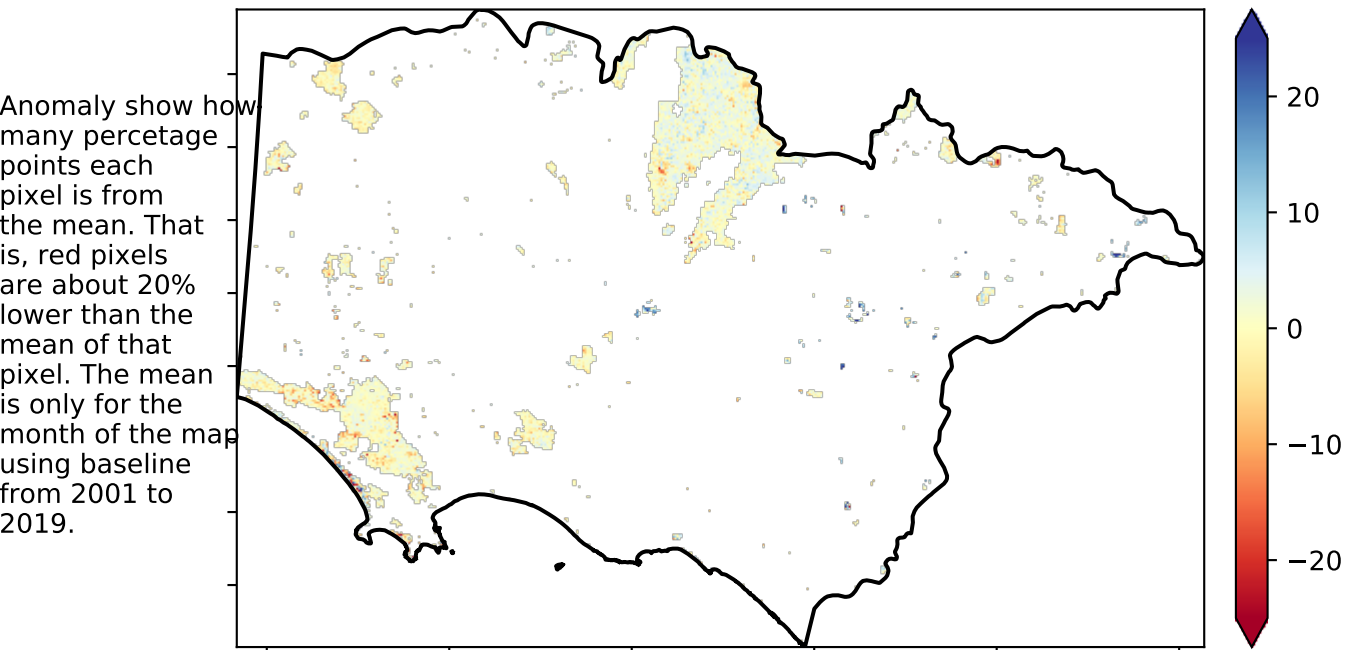 Anomaly show how
many percetage
points each
pixel is from
the mean. That
is, red pixels
are about 20%
lower than the
mean of that
pixel. The mean
is only for the
month of the map
using baseline
from 2001 to
2019.
20
10
0
−10
−20